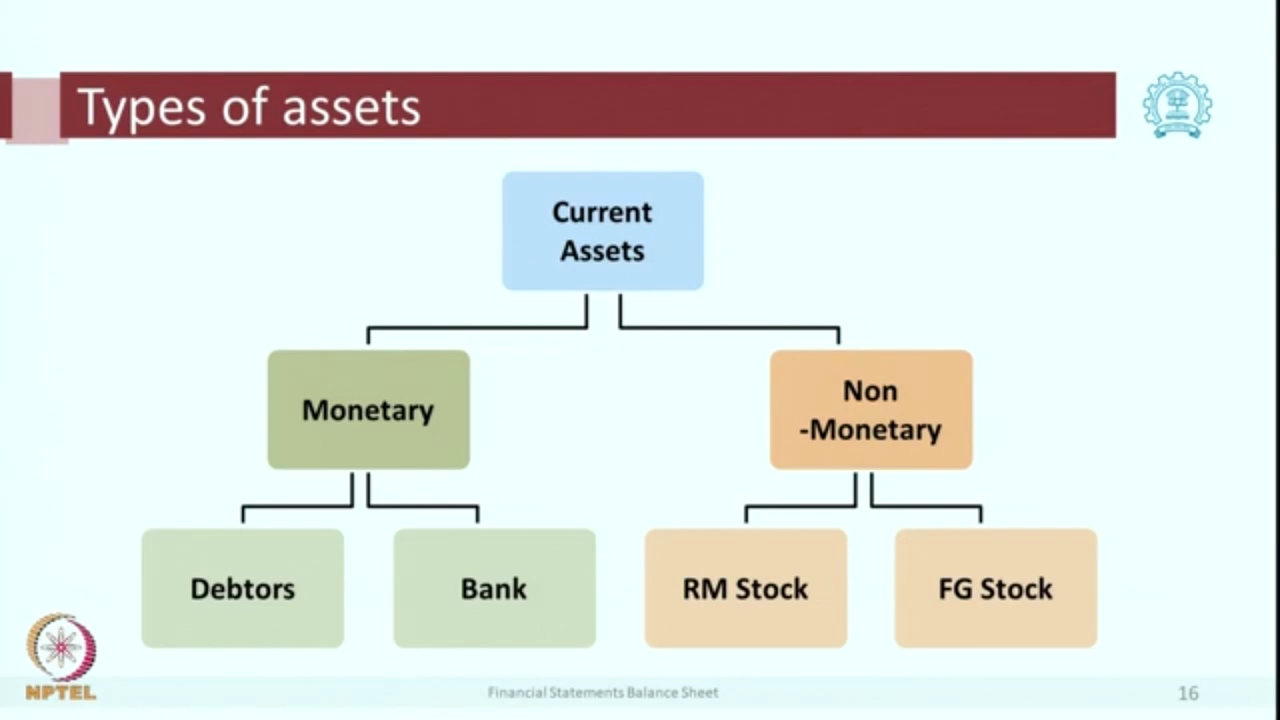 Types of assets
Current
Assets
Monetary
Non
-Monetary
Debtors
Bank
RM Stock
FG Stock
NPTEL
Financial Statements Balance Sheet
16